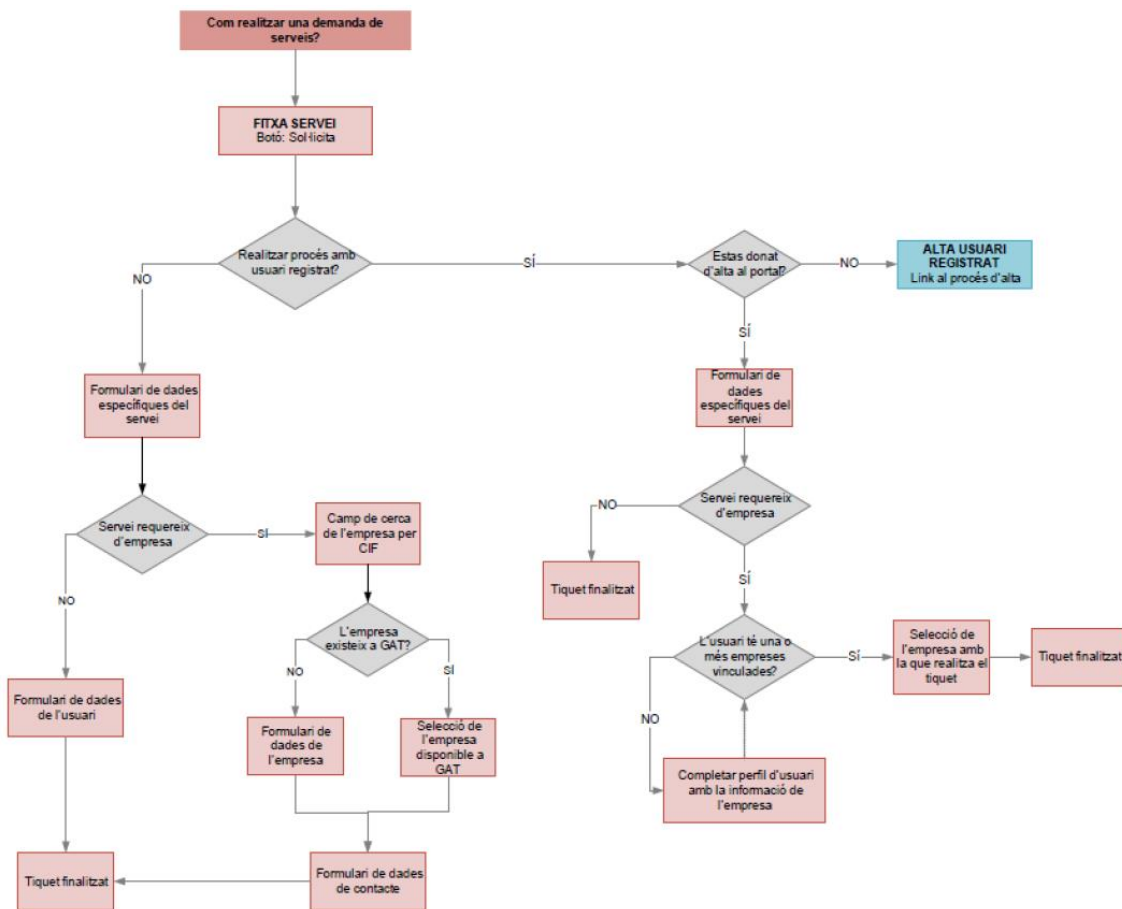 Com realitzar una demanda de
serveis?
FITXA SERVEI
Botó: Sol·licita
Realitzar procés amb
usuari registrat?
NO
SÍ
Estas donat
d'alta al portal?
NO
ALTA USUARI
REGISTRAT
Link al procés d'alta
SÍ
Formulari de dades
específiques del
servei
Formulari de
dades
específiques del
servei
Servei requereix
d'empresa
SÍ
Camp de cerca
de l'empresa per
CIF
NO
Servei requereix
d'empresa
NO
Tiquet finalitzat
SÍ
L'empresa
existeix a GAT?
NO
SÍ
L'usuari té una o
més empreses
vinculades?
SÍ
Selecció de
l'empresa amb
la que realitza el
tiquet
Tiquet finalitzat
Formulari de dades
de l'usuari
Formulari de
dades de
l'empresa
Selecció de
l'empresa
disponible a
GAT
NO
Completar perfil d'usuari
amb la informació de
l'empresa
Tiquet finalitzat
Formulari de dades
de contacte